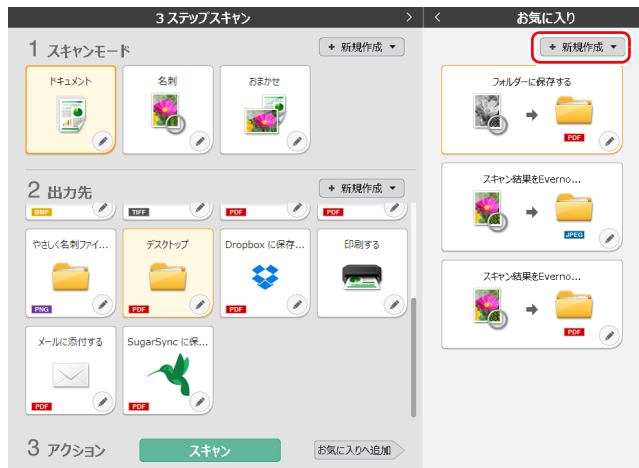 3 ステップスキャン
お気に入り
1 スキャンモード
+ 新規作成
+ 新規作成
ドキュメント
名刺
おまかせ
フォルダーに保存する
PDF
2 出力先
+ 新規作成
BMP
TIFF
PDF
PDF
スキャン結果をEverno...
JPEG
やさしく名刺ファイ...
デスクトップ
Dropbox に保存...
印刷する
PNG
PDF
PDF
スキャン結果をEverno...
PDF
メールに添付する
SugarSync に保...
PDF
PDF
3 アクション
スキャン
お気に入りへ追加